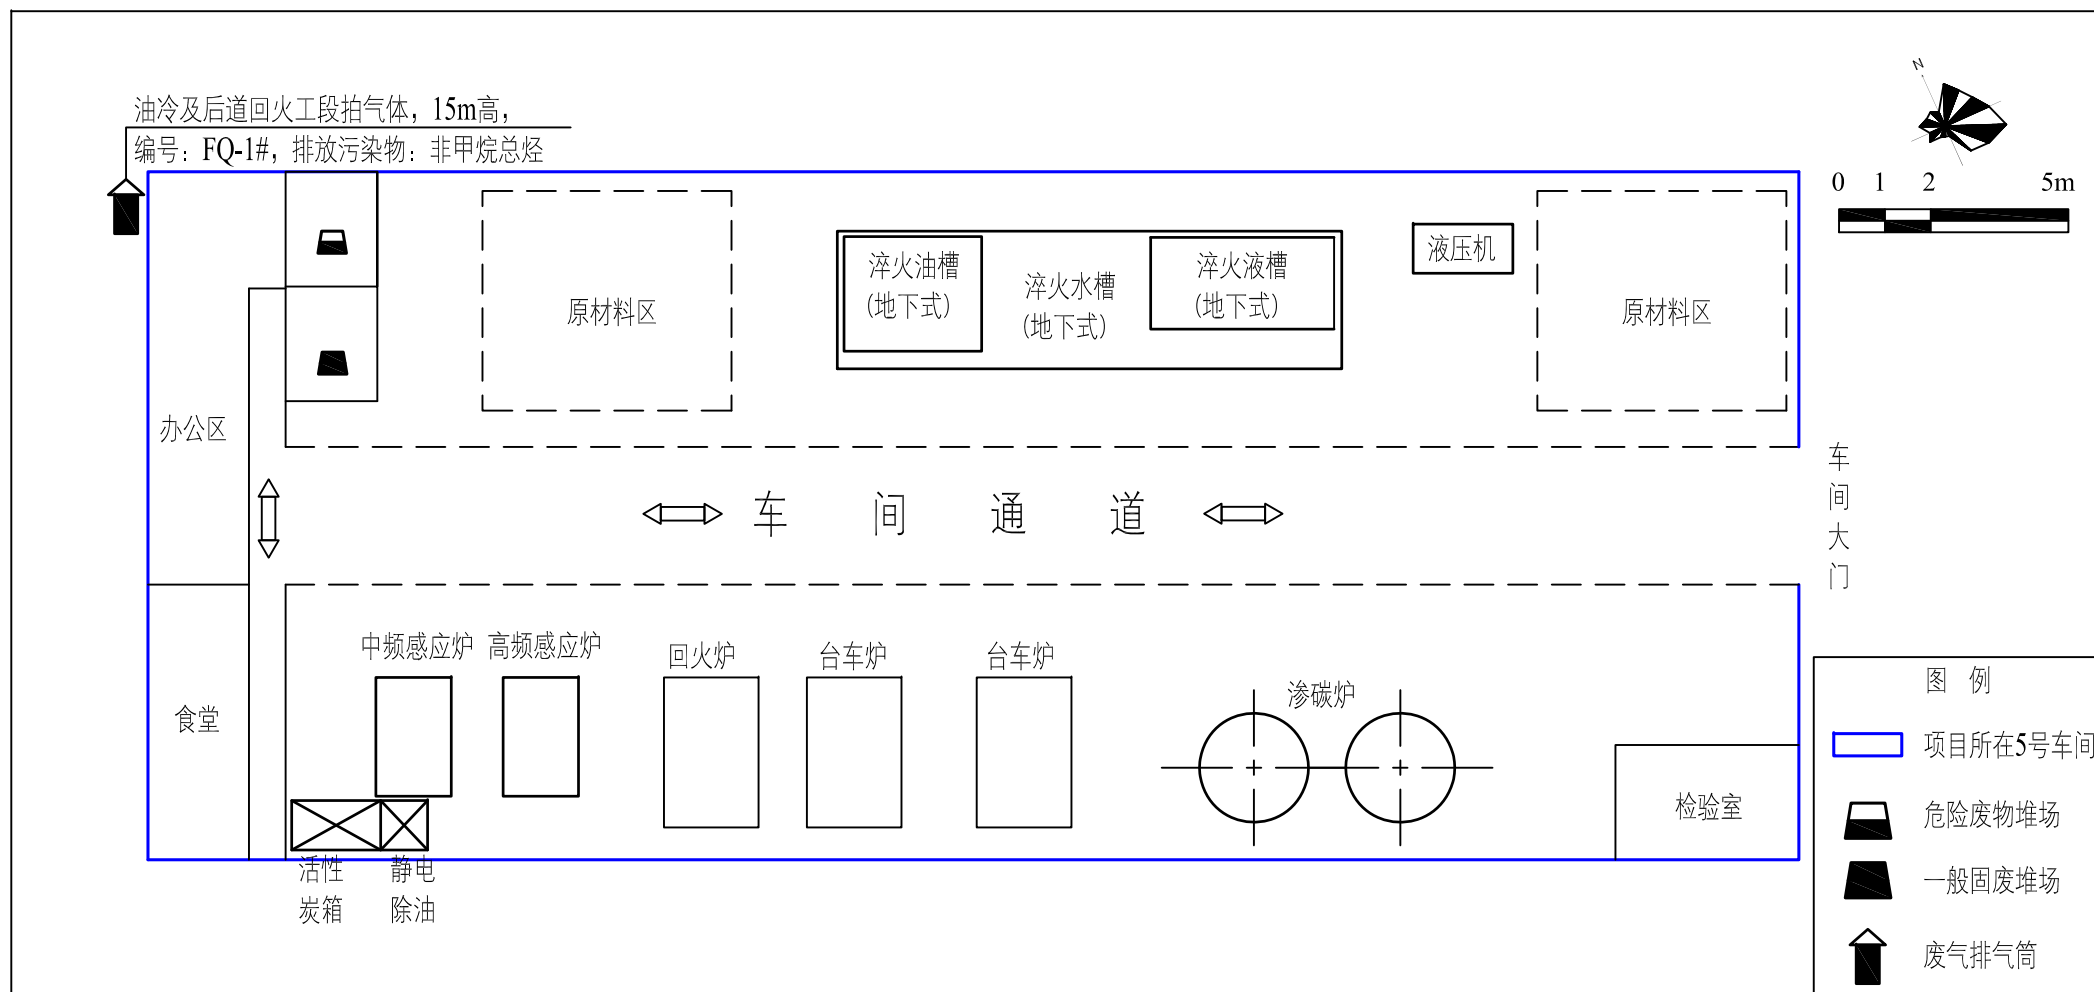 油冷及后道回火工段拍气体，15m高，
编号：FQ-1#，排放污染物：非甲烷总烃
N
0 1 2 5m
淬火油槽
(地下式)
淬火水槽
(地下式)
淬火液槽
(地下式)
液压机
原材料区
原材料区
办公区
车间通道
车间大门
中频感应炉
高频感应炉
回火炉
台车炉
台车炉
渗碳炉
食堂
检验室
活性
炭箱
静电
除油
图 例
项目所在5号车间
危险废物堆场
一般固废堆场
废气排气筒